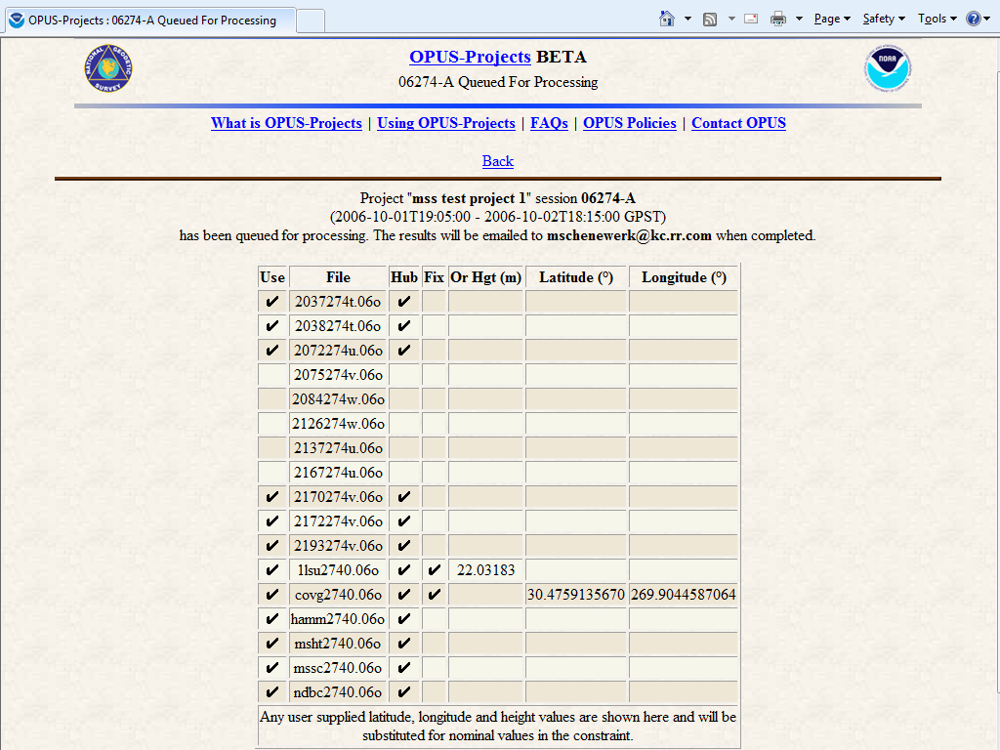 OPUS-Projects : 06274-A Queued For Processing
Page Safety Tools
OPUS-Projects BETA
06274-A Queued For Processing
NATIONAL GEODETIC SURVEY
NOAA
What is OPUS-Projects | Using OPUS-Projects | FAQs | OPUS Policies | Contact OPUS
Back
Project "mss test project 1" session 06274-A
(2006-10-01T19:05:00 - 2006-10-02T18:15:00 GPST)
has been queued for processing. The results will be emailed to mschenewerk@kc.rr.com when completed.
Use File Hub Fix Or Hgt (m) Latitude (º) Longitude (º)
✔ 2037274t.06o ✔
✔ 2038274t.06o ✔
✔ 2072274u.06o ✔
2075274v.06o
2084274w.06o
2126274w.06o
2137274u.06o
2167274u.06o
✔ 2170274v.06o ✔
✔ 2172274v.06o ✔
✔ 2193274v.06o ✔
✔ 1lsu2740.06o ✔ ✔ 22.03183
✔ covg2740.06o ✔ ✔ 30.4759135670 269.9044587064
✔ hamm2740.06o ✔
✔ msht2740.06o ✔
✔ mssc2740.06o ✔
✔ ndbc2740.06o ✔
Any user supplied latitude, longitude and height values are shown here and will be
substituted for nominal values in the constraint.